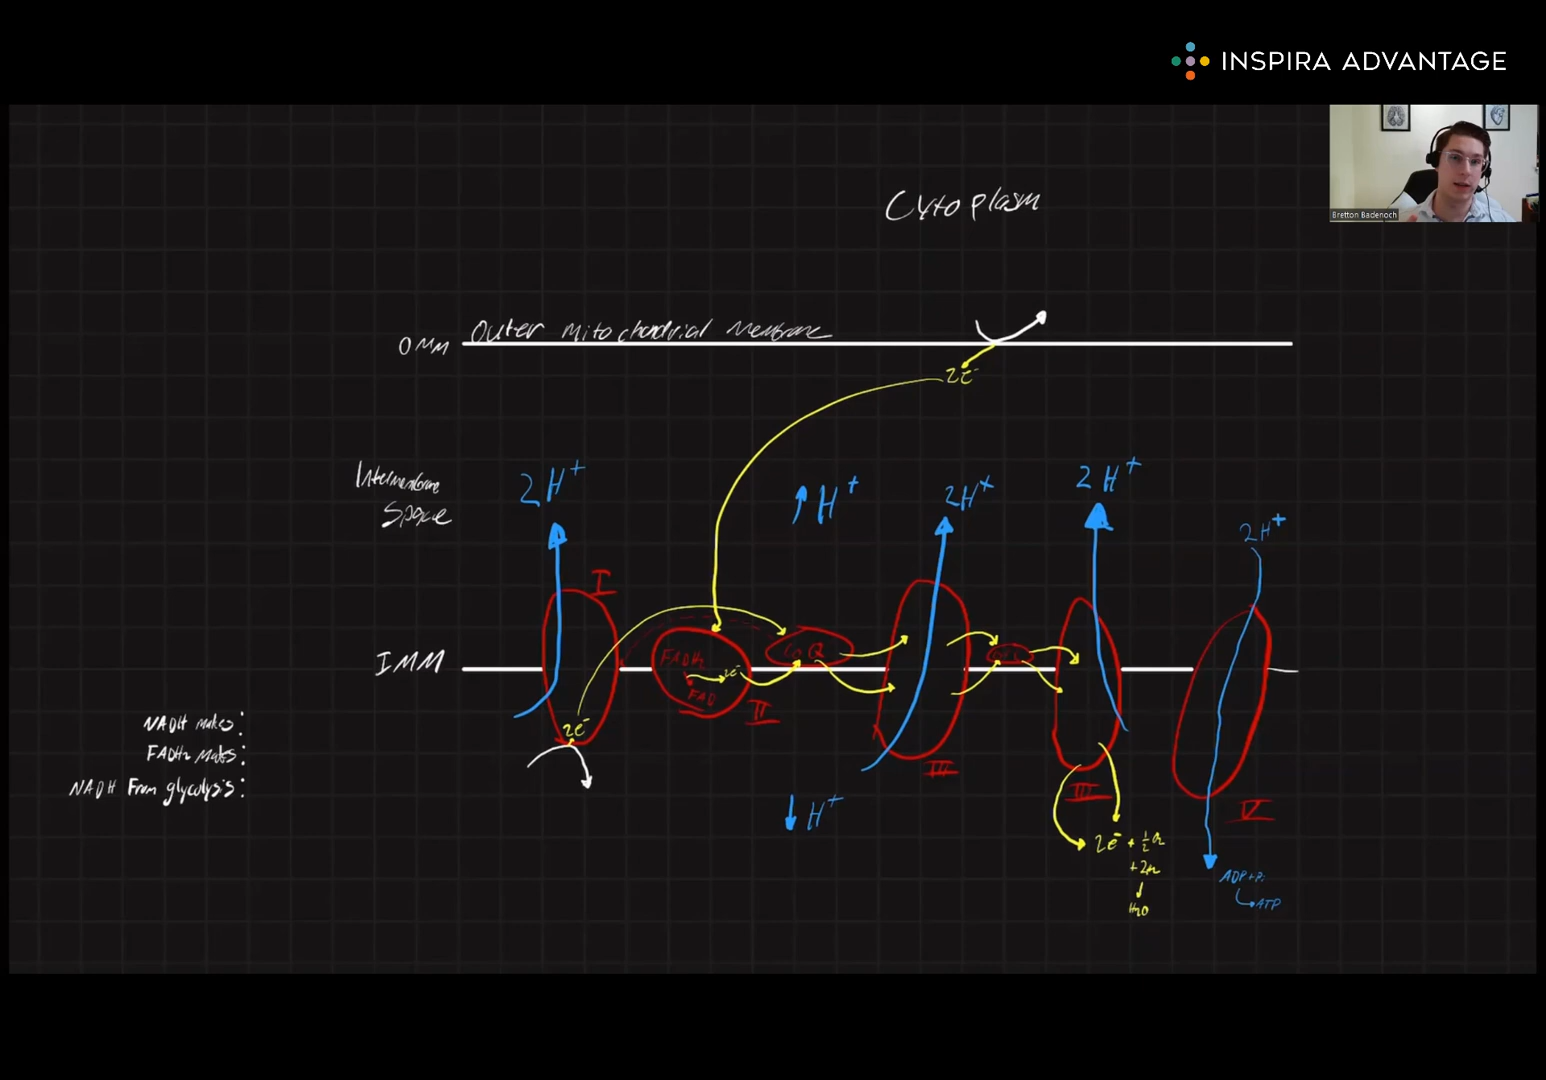 INSPIRA ADVANTAGE
Bretton Badenoch
Cytoplasm
OMM
Outer Mitochondrial Membrane
2e-
Intermembrane
Space
2H+
↑H+
2H+
2H+
2H+
I
IMM
FADH2
FAD
2e-
CoQ
II
2e-
III
III
V
NADH makes:
FADH2 makes:
NADH From glycolysis:
↓H+
2e- + ½O2
+2H
↓
H2O
ADP+Pi
ATP